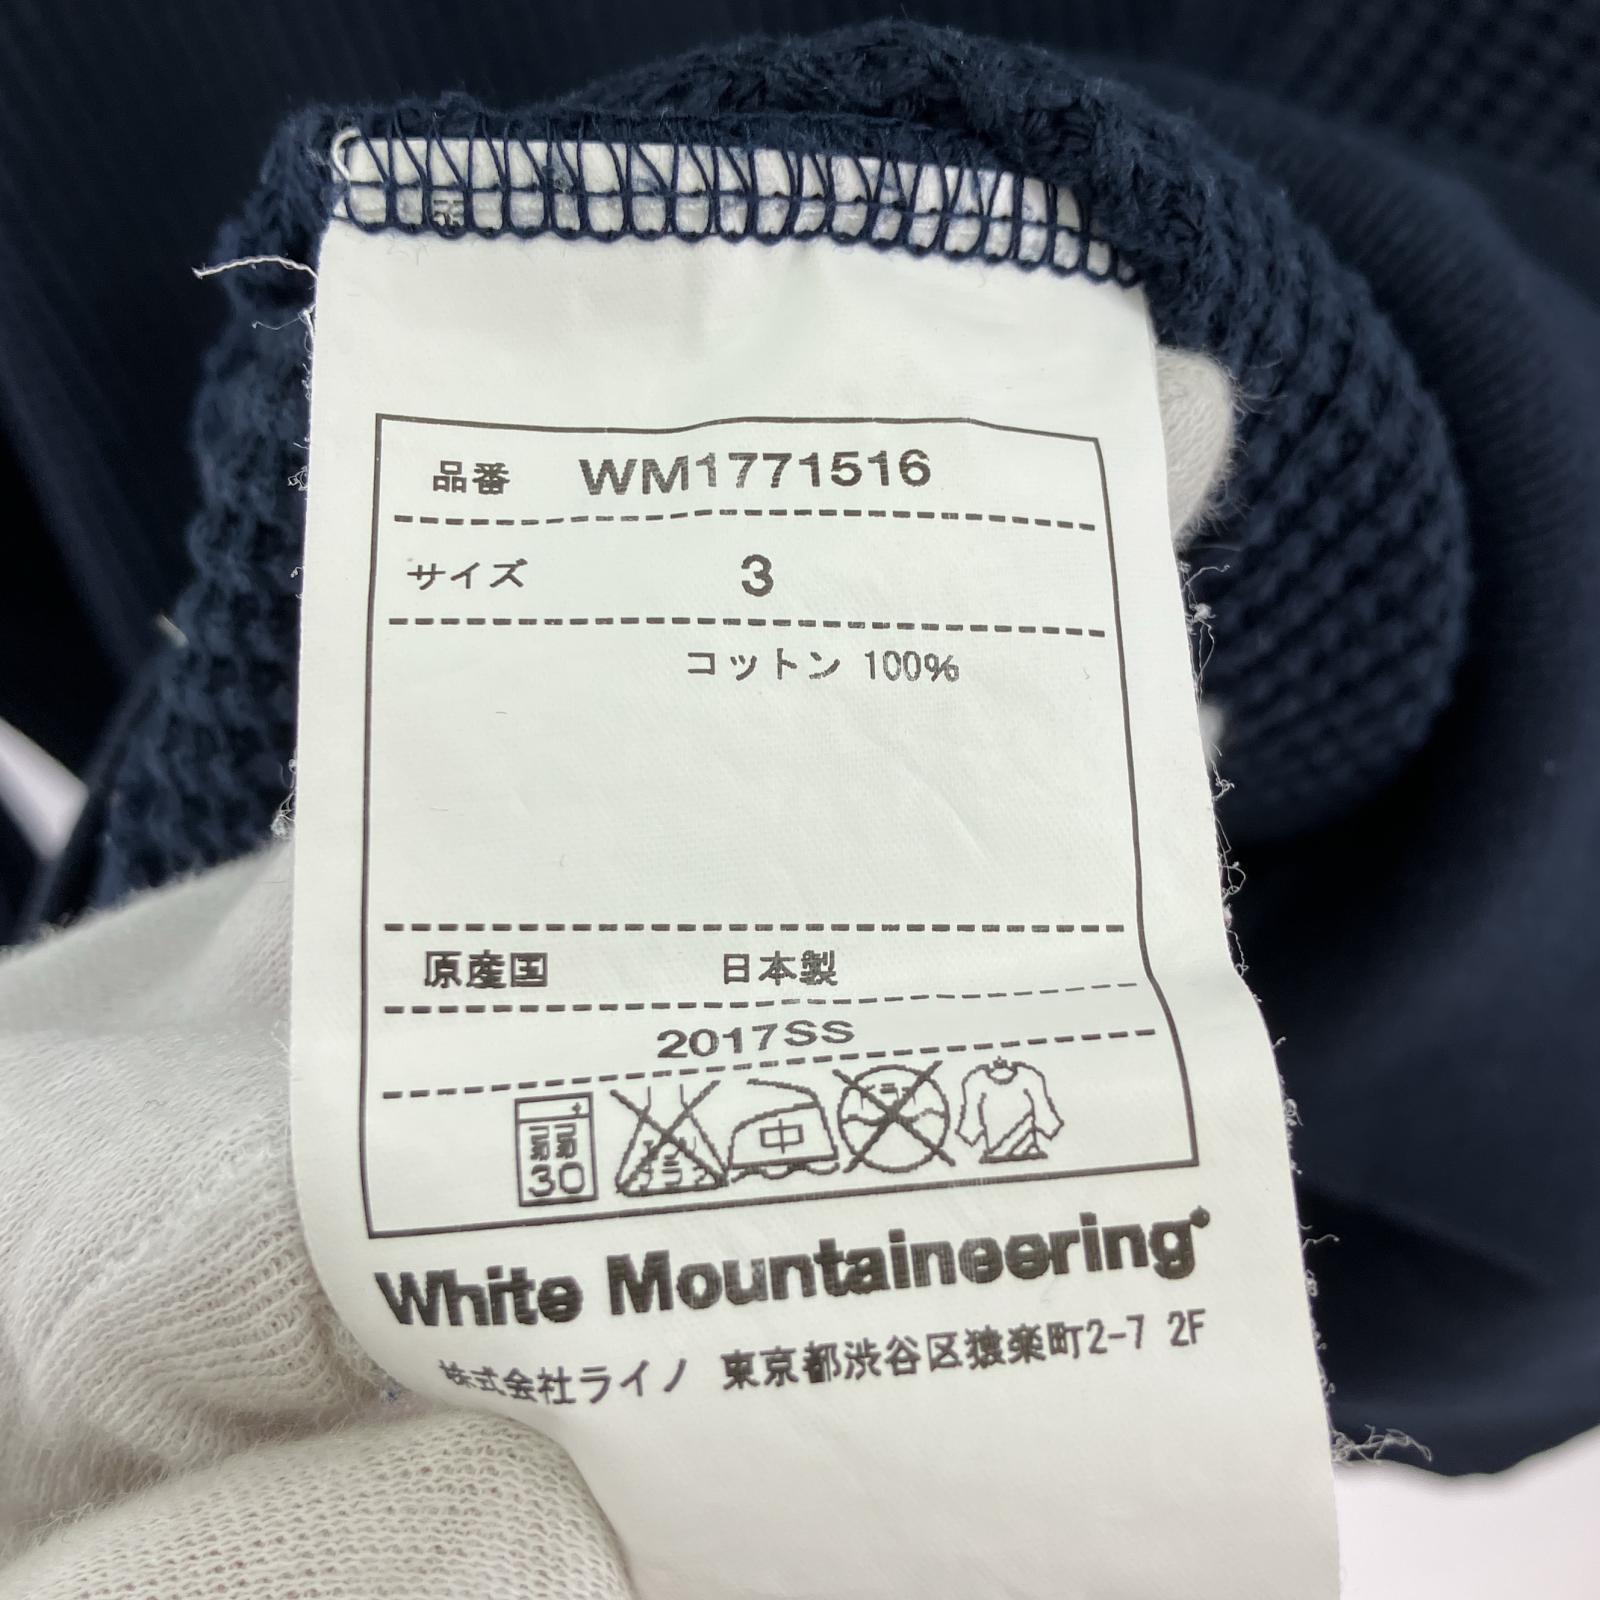 品番 WM1771516
サイズ 3
コットン 100%
原産国 日本製
2017SS
弱 30 中
White Mountaineering®
株式会社ライノ 東京都渋谷区猿楽町2-7 2F